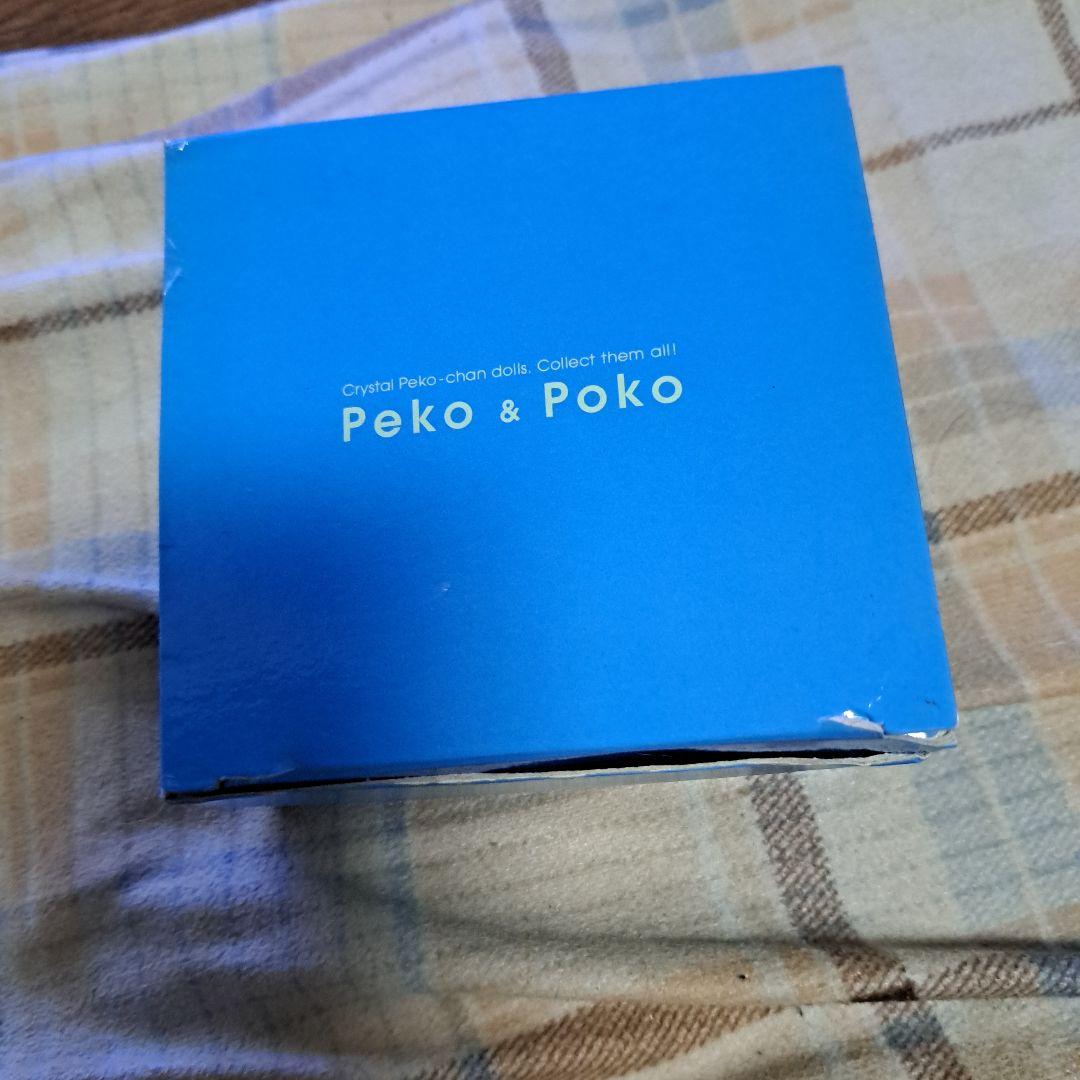 Crystal Peko-chan dolls. Collect them all!
Peko & Poko